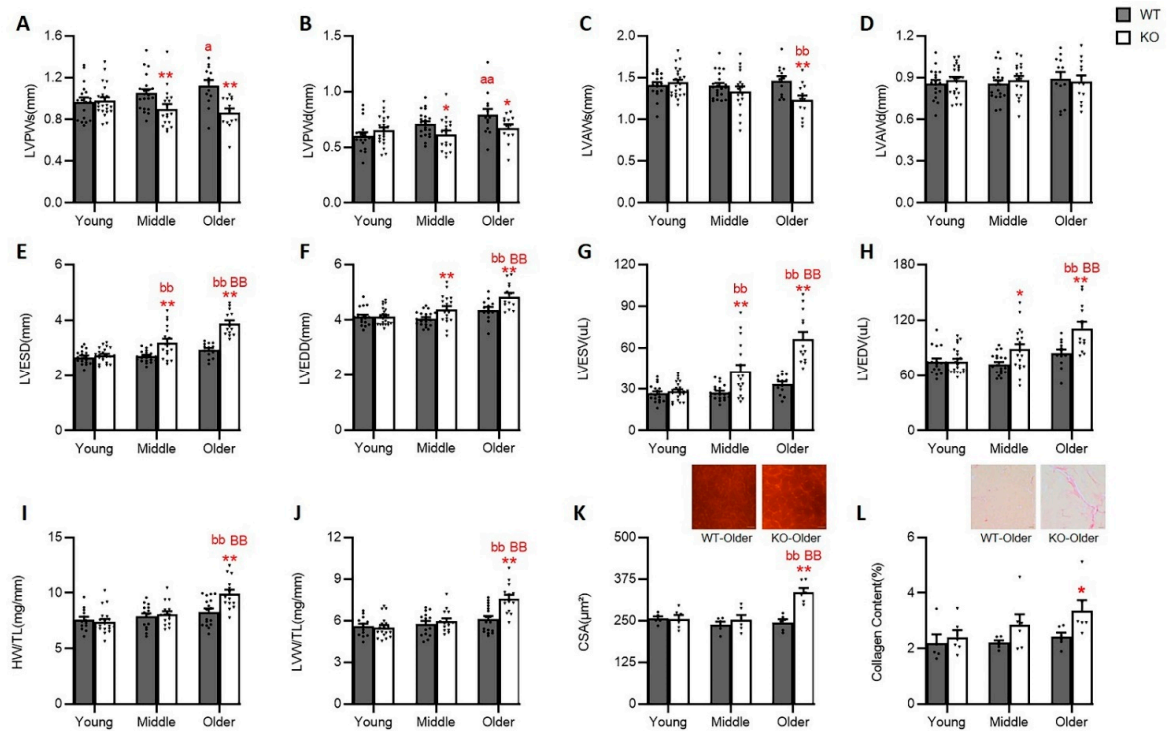 WT
KO
A
B
C
D
a
**
**
aa
*
*
bb
**
LVPWs(mm)
1.6
1.2
0.8
0.4
0.0
Young Middle Older
LVPWd(mm)
1.5
1.0
0.5
0.0
Young Middle Older
LVAWs(mm)
2.0
1.5
1.0
0.5
0.0
Young Middle Older
LVAWd(mm)
1.2
0.9
0.6
0.3
0.0
Young Middle Older
E
F
G
H
bb
**
bb BB
**
**
bb BB
**
bb
**
bb BB
**
*
bb BB
**
LVESD(mm)
6
4
2
0
Young Middle Older
LVEDD(mm)
6
5
4
3
2
1
0
Young Middle Older
LVESV(uL)
120
90
60
30
0
Young Middle Older
LVEDV(uL)
180
120
60
0
Young Middle Older
I
J
K
L
WT-Older KO-Older
WT-Older KO-Older
bb BB
**
bb BB
**
bb BB
**
*
HW/TL(mg/mm)
15
10
5
0
Young Middle Older
LVW/TL(mg/mm)
12
9
6
3
0
Young Middle Older
CSA(µm²)
500
375
250
125
0
Young Middle Older
Collagen Content(%)
6
4
2
0
Young Middle Older